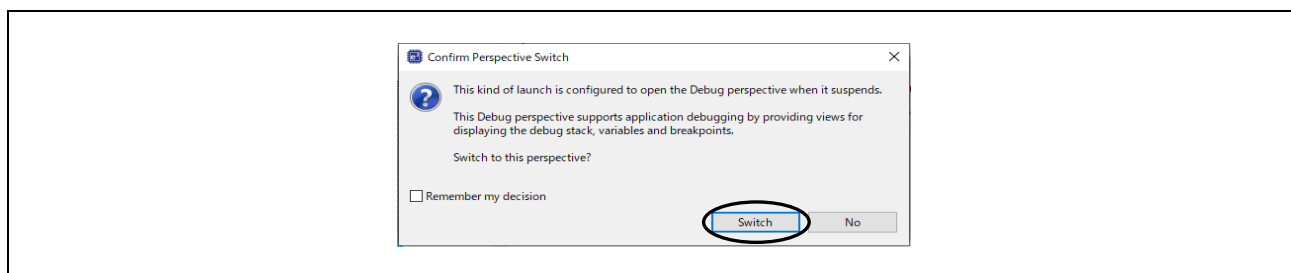 Confirm Perspective Switch
This kind of launch is configured to open the Debug perspective when it suspends.
This Debug perspective supports application debugging by providing views for
displaying the debug stack, variables and breakpoints.
Switch to this perspective?
Remember my decision
Switch No